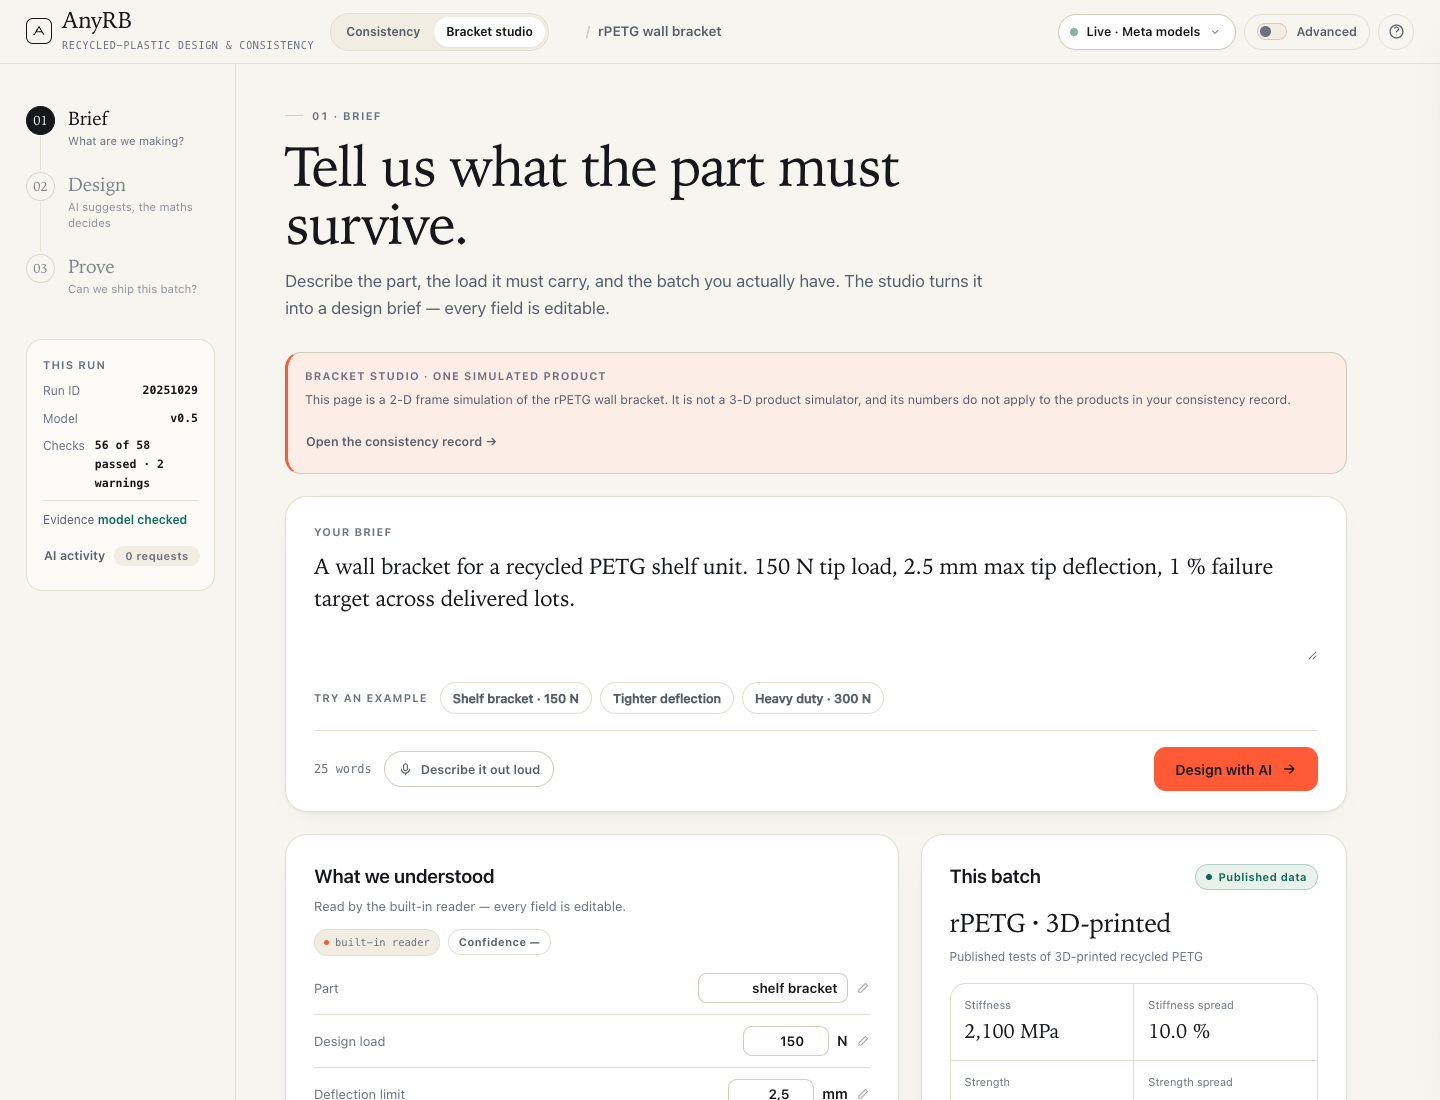 AnyRB
RECYCLED-PLASTIC DESIGN & CONSISTENCY
Consistency
Bracket studio
/ rPETG wall bracket
Live · Meta models
Advanced
01
Brief
What are we making?
02
Design
AI suggests, the maths
decides
03
Prove
Can we ship this batch?
THIS RUN
Run ID 20251029
Model v0.5
Checks 56 of 58
passed · 2
warnings
Evidence model checked
AI activity 0 requests
01 · BRIEF
Tell us what the part must
survive.
Describe the part, the load it must carry, and the batch you actually have. The studio turns it
into a design brief — every field is editable.
BRACKET STUDIO · ONE SIMULATED PRODUCT
This page is a 2-D frame simulation of the rPETG wall bracket. It is not a 3-D product simulator, and its numbers do not apply to the products in your consistency record.
Open the consistency record →
YOUR BRIEF
A wall bracket for a recycled PETG shelf unit. 150 N tip load, 2.5 mm max tip deflection, 1 % failure
target across delivered lots.
TRY AN EXAMPLE
Shelf bracket · 150 N
Tighter deflection
Heavy duty · 300 N
25 words
Describe it out loud
Design with AI →
What we understood
Read by the built-in reader — every field is editable.
built-in reader
Confidence —
Part shelf bracket
Design load 150 N
Deflection limit 2,5 mm
This batch
Published data
rPETG · 3D-printed
Published tests of 3D-printed recycled PETG
Stiffness
2,100 MPa
Stiffness spread
10.0 %
Strength
Strength spread